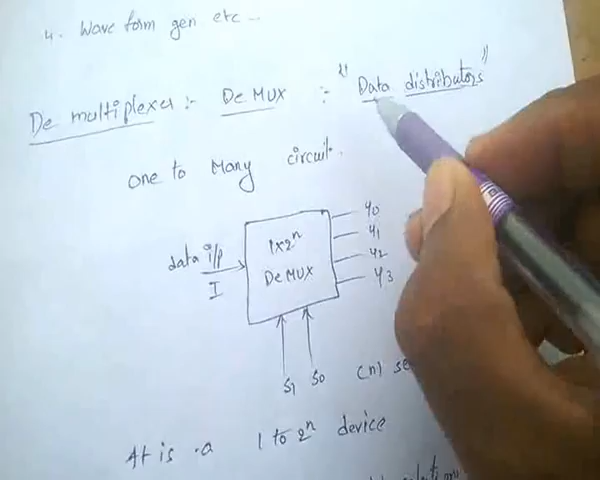 4. Wave form gen etc -
De multiplexer :- De MUX :- "Data distributors"
One to Many circuit.
data i/p
I
1x2ⁿ
De MUX
y0
y1
y2
y3
S1 S0
(n) se
It is a 1 to 2ⁿ device